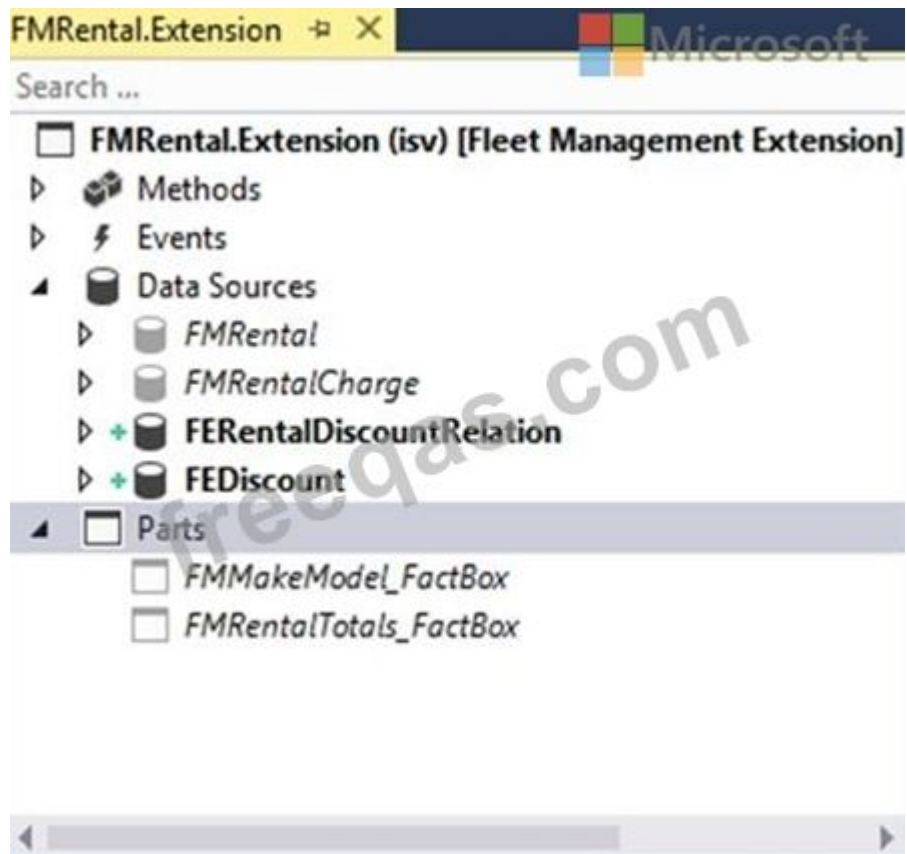 FMRental.Extension
Microsoft
Search ...
FMRental.Extension (isv) [Fleet Management Extension]
Methods
Events
Data Sources
FMRental
FMRentalCharge
FERentalDiscountRelation
FEDiscount
Parts
FMMakeModel_FactBox
FMRentalTotals_FactBox
freeqas.com